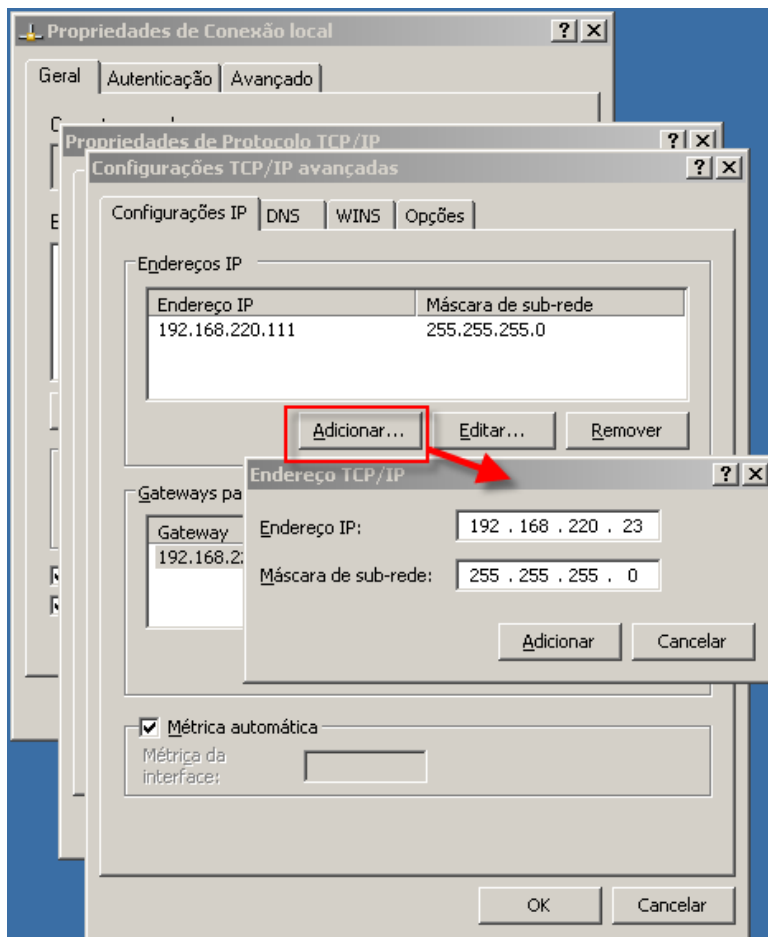 Propriedades de Conexão local
Geral
Autenticação
Avançado
Propriedades de Protocolo TCP/IP
Configurações TCP/IP avançadas
Configurações IP
DNS
WINS
Opções
Endereços IP
Endereço IP
Máscara de sub-rede
192.168.220.111
255.255.255.0
Adicionar...
Editar...
Remover
Endereço TCP/IP
Gateways pa
Gateway
192.168.2
Endereço IP:
192 . 168 . 220 . 23
Máscara de sub-rede:
255 . 255 . 255 . 0
Adicionar
Cancelar
Métrica automática
Métrica da
interface:
OK
Cancelar